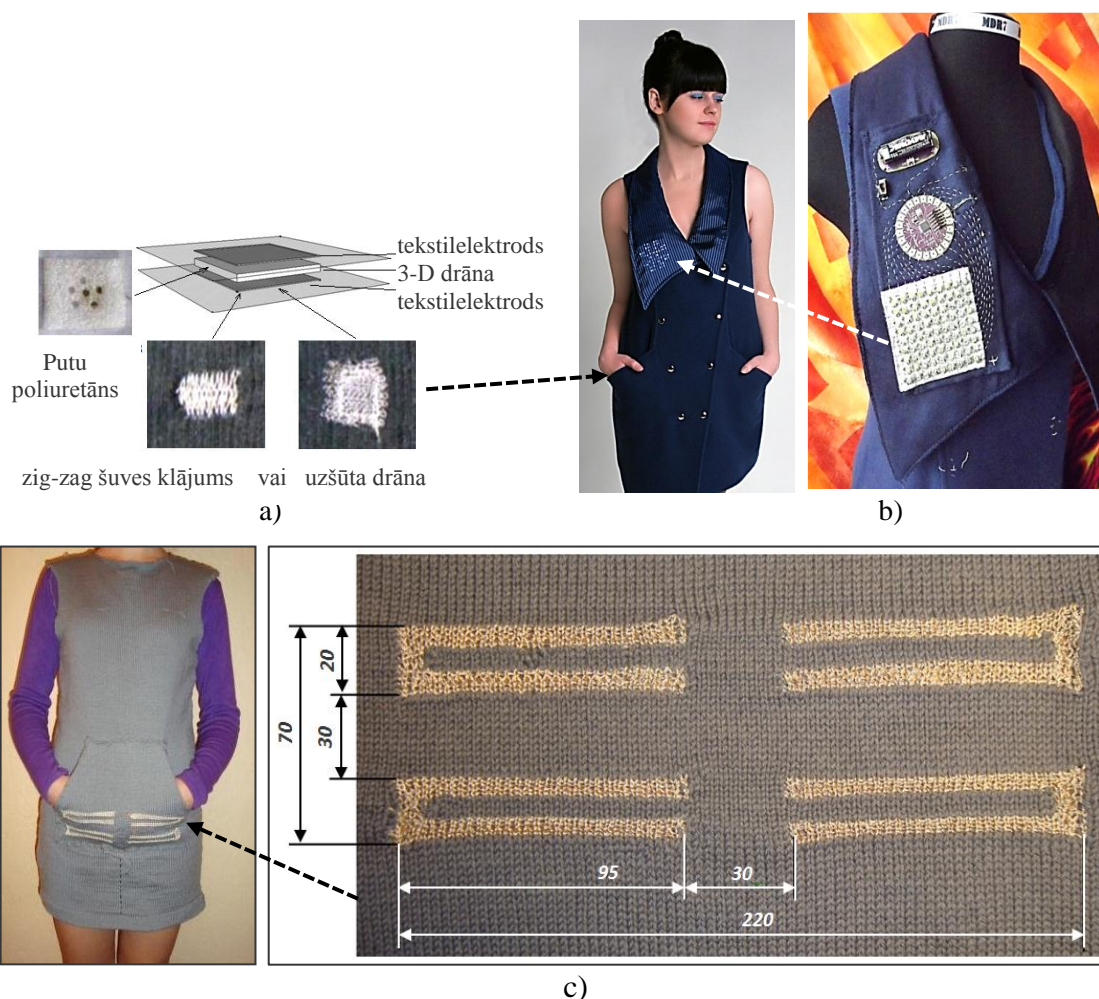 MDR7
tekstilelektrods
3-D drāna
tekstilelektrods
Putu
poliuretāns
zig-zag šuves klājums vai uzšūta drāna
a)
b)
20
70
30
95
30
220
c)